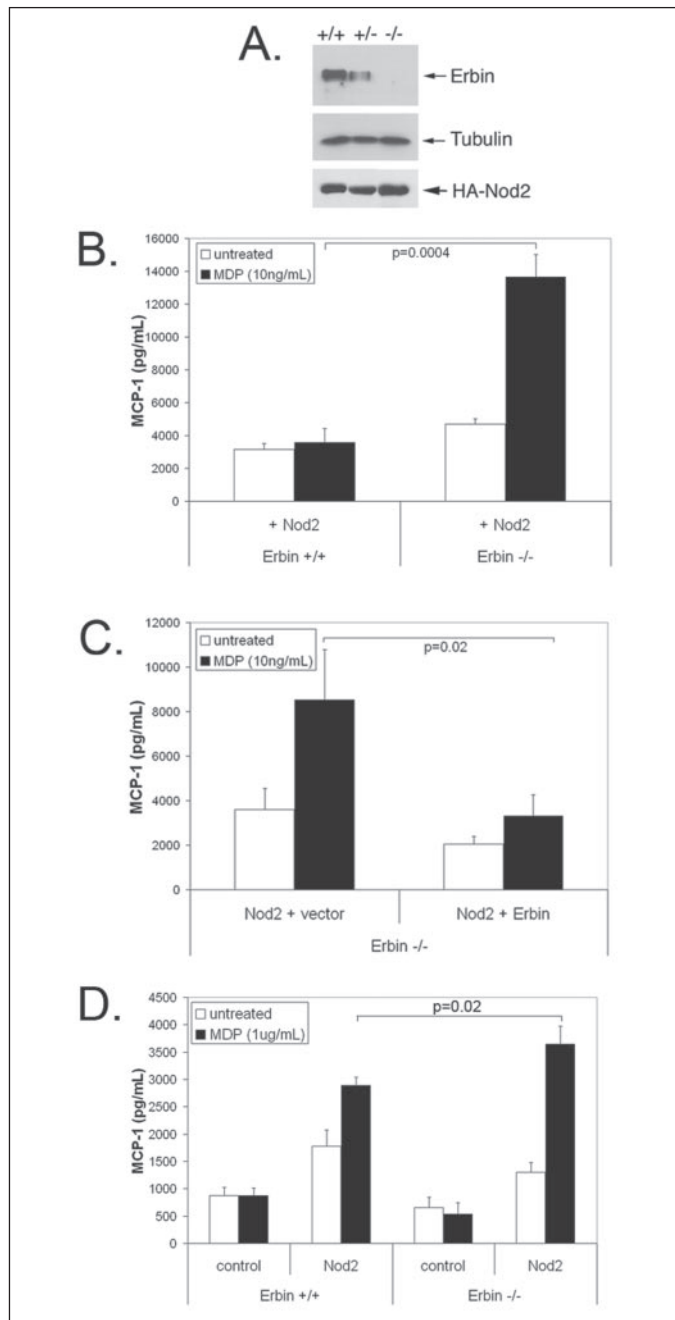 A.
+/+ +/- -/-
Erbin
Tubulin
HA-Nod2
B.
16000
14000
12000
10000
8000
6000
4000
2000
0
MCP-1 (pg/mL)
untreated
MDP (10ng/mL)
p=0.0004
+ Nod2
+ Nod2
Erbin +/+
Erbin -/-
C.
12000
10000
8000
6000
4000
2000
0
MCP-1 (pg/mL)
untreated
MDP (10ng/mL)
p=0.02
Nod2 + vector
Nod2 + Erbin
Erbin -/-
D.
4500
4000
3500
3000
2500
2000
1500
1000
500
0
MCP-1 (pg/mL)
untreated
MDP (1ug/mL)
p=0.02
control
Nod2
control
Nod2
Erbin +/+
Erbin -/-